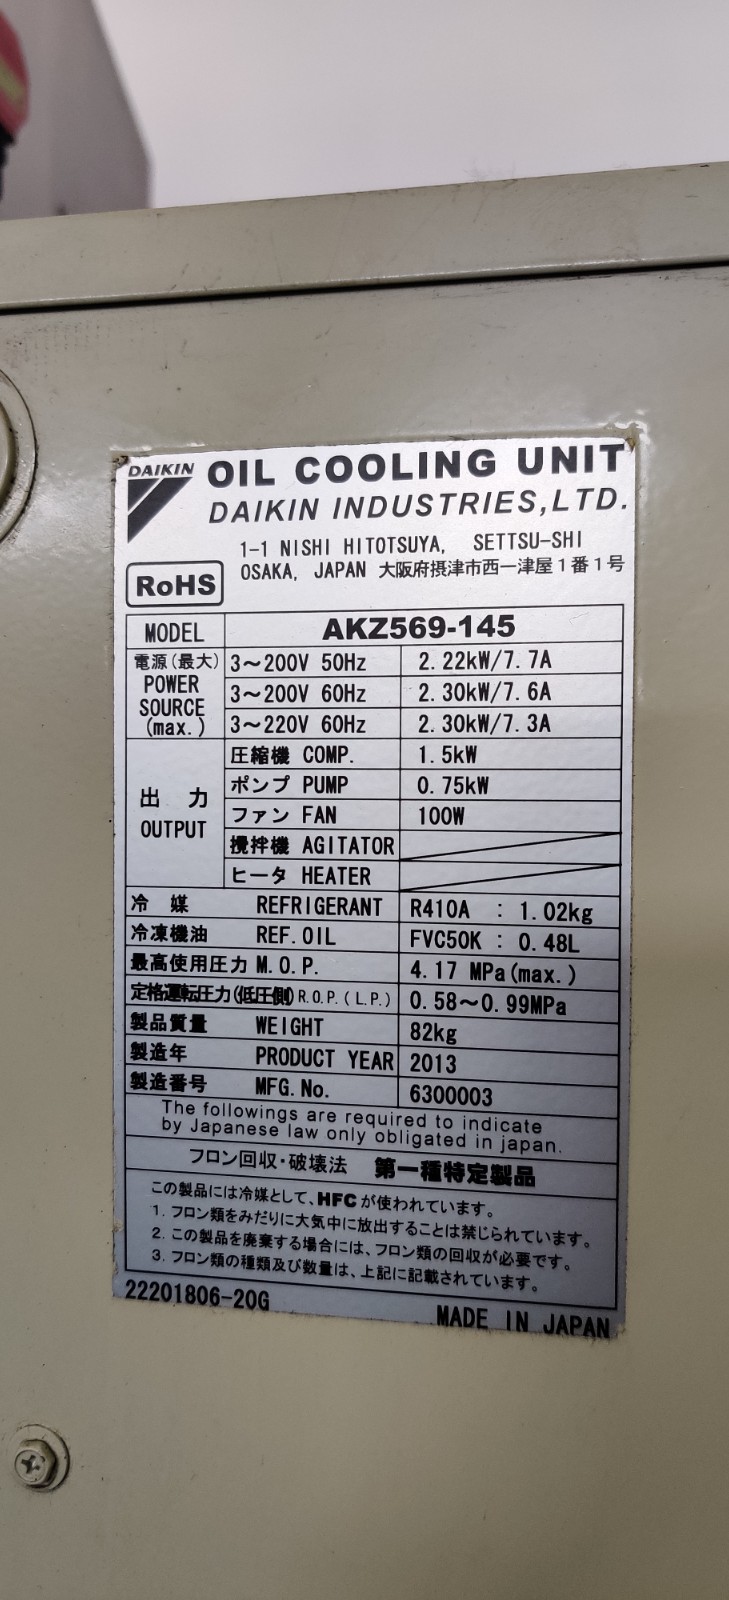 DAIKIN OIL COOLING UNIT
DAIKIN INDUSTRIES,LTD.
1-1 NISHI HITOTSUYA, SETTSU-SHI
OSAKA, JAPAN 大阪府摂津市西一津屋1番1号
RoHS
MODEL AKZ569-145
電源(最大) POWER SOURCE (max.)
3〜200V 50Hz 2.22kW/7.7A
3〜200V 60Hz 2.30kW/7.6A
3〜220V 60Hz 2.30kW/7.3A
出力 OUTPUT
圧縮機 COMP. 1.5kW
ポンプ PUMP 0.75kW
ファン FAN 100W
攪拌機 AGITATOR
ヒータ HEATER
冷媒 REFRIGERANT R410A : 1.02kg
冷凍機油 REF.OIL FVC50K : 0.48L
最高使用圧力 M.O.P. 4.17 MPa(max.)
定格運転圧力(低圧側) R.O.P.(L.P.) 0.58〜0.99MPa
製品質量 WEIGHT 82kg
製造年 PRODUCT YEAR 2013
製造番号 MFG.No. 6300003
The followings are required to indicate
by Japanese law only obligated in japan.
フロン回収・破壊法 第一種特定製品
この製品には冷媒として、HFCが使われています。
1. フロン類をみだりに大気中に放出することは禁じられています。
2. この製品を廃棄する場合には、フロン類の回収が必要です。
3. フロン類の種類及び数量は、上記に記載されています。
22201806-20G
MADE IN JAPAN